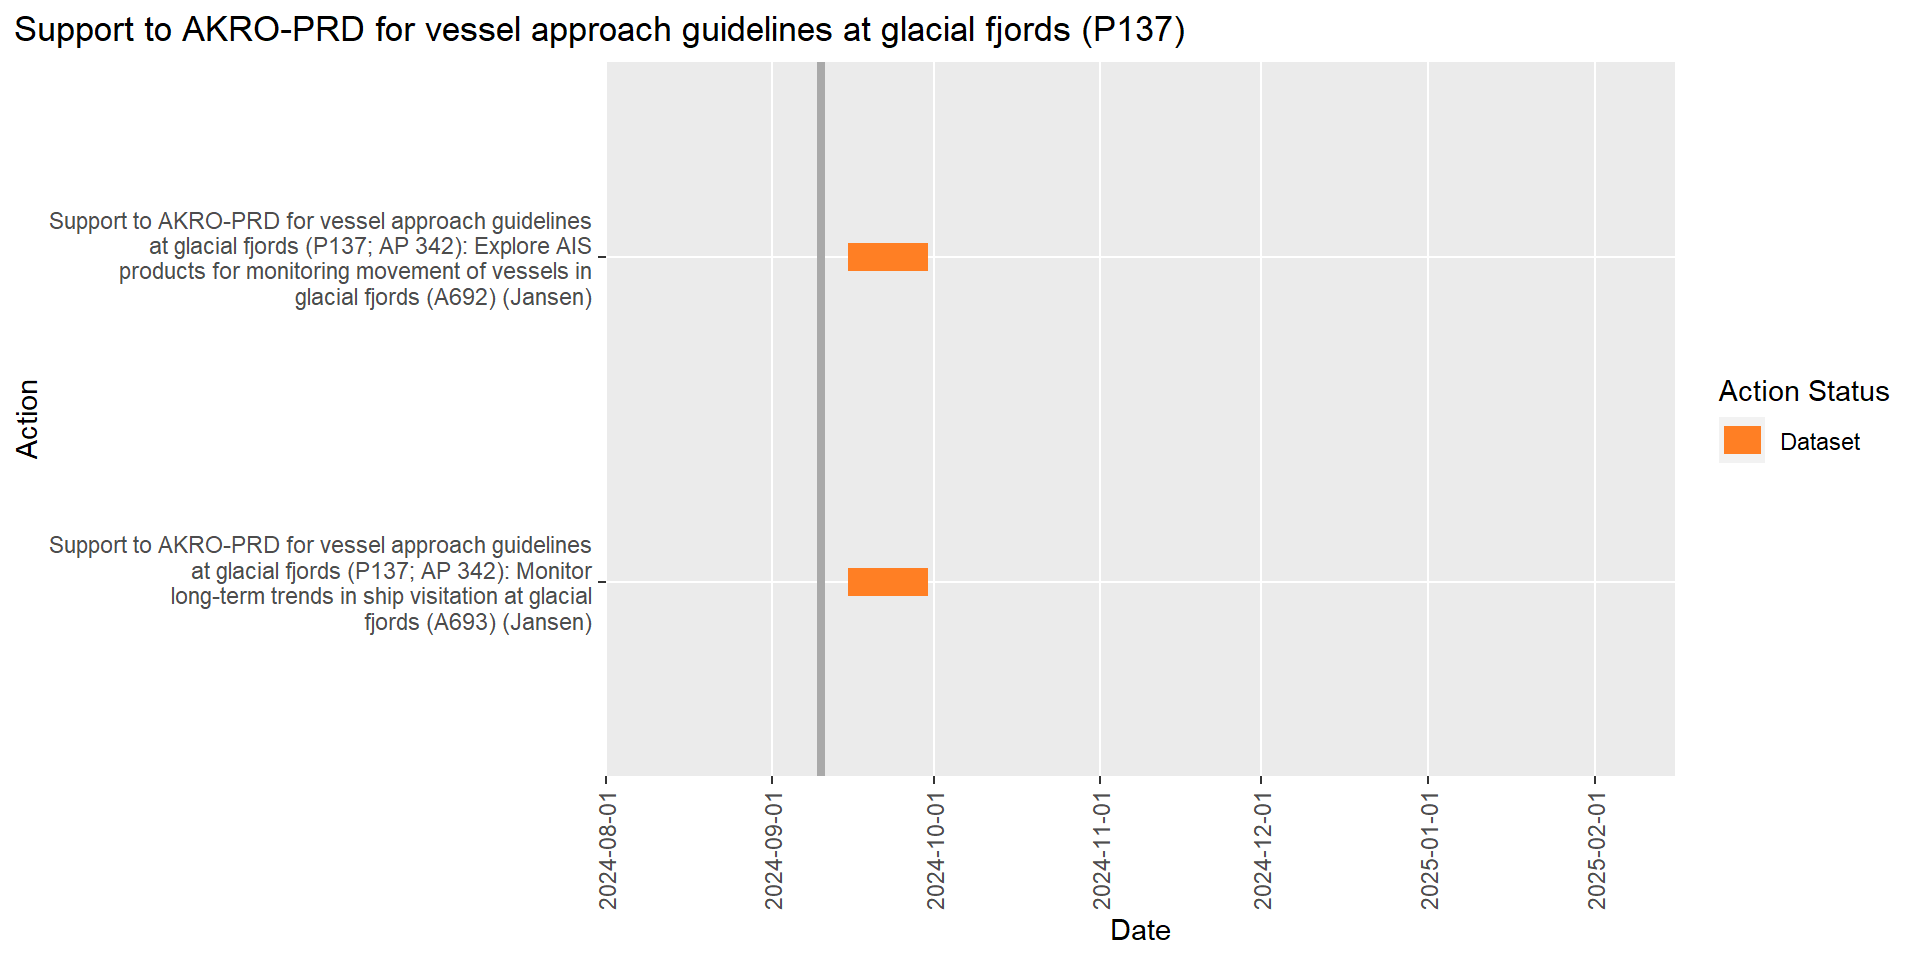 Support to AKRO-PRD for vessel approach guidelines at glacial fjords (P137)
Support to AKRO-PRD for vessel approach guidelines
at glacial fjords (P137; AP 342): Explore AIS
products for monitoring movement of vessels in
glacial fjords (A692) (Jansen)
Support to AKRO-PRD for vessel approach guidelines
at glacial fjords (P137; AP 342): Monitor
long-term trends in ship visitation at glacial
fjords (A693) (Jansen)
Action
2024-08-01
2024-09-01
2024-10-01
2024-11-01
2024-12-01
2025-01-01
2025-02-01
Date
Action Status
Dataset